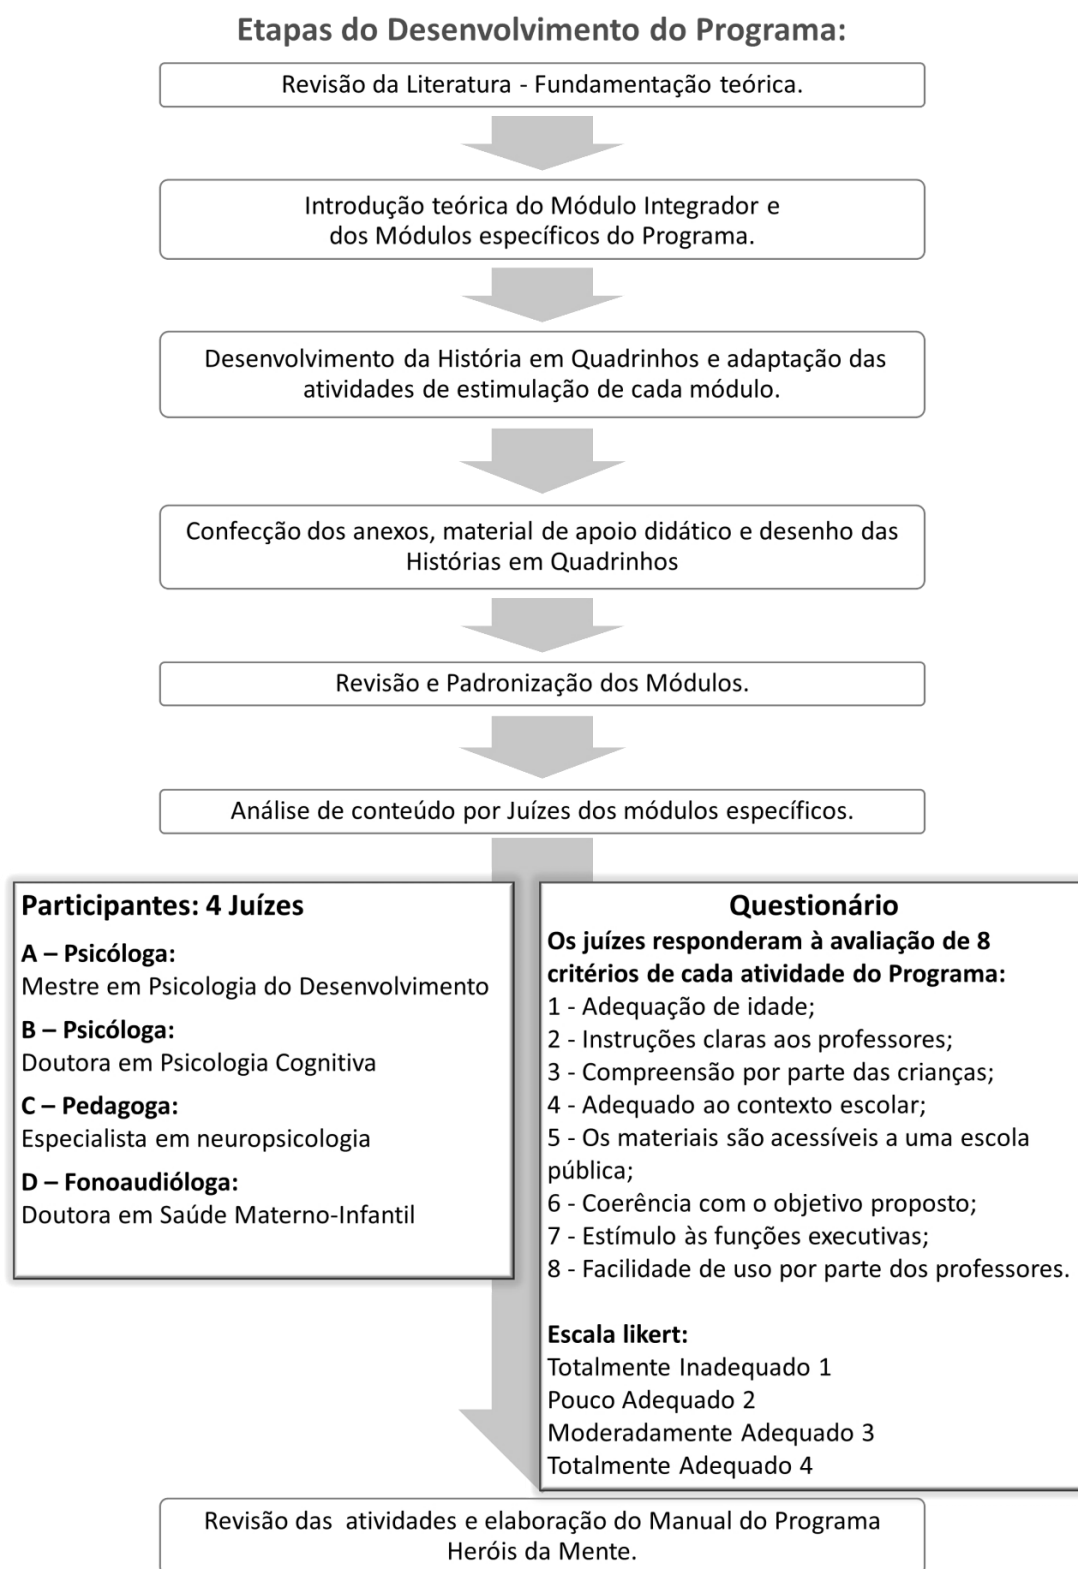 Etapas do Desenvolvimento do Programa:
Revisão da Literatura - Fundamentação teórica.
Introdução teórica do Módulo Integrador e
dos Módulos específicos do Programa.
Desenvolvimento da História em Quadrinhos e adaptação das
atividades de estimulação de cada módulo.
Confecção dos anexos, material de apoio didático e desenho das
Histórias em Quadrinhos
Revisão e Padronização dos Módulos.
Análise de conteúdo por Juízes dos módulos específicos.
Participantes: 4 Juízes
A – Psicóloga:
Mestre em Psicologia do Desenvolvimento
B – Psicóloga:
Doutora em Psicologia Cognitiva
C – Pedagoga:
Especialista em neuropsicologia
D – Fonoaudióloga:
Doutora em Saúde Materno-Infantil
Questionário
Os juízes responderam à avaliação de 8
critérios de cada atividade do Programa:
1 - Adequação de idade;
2 - Instruções claras aos professores;
3 - Compreensão por parte das crianças;
4 - Adequado ao contexto escolar;
5 - Os materiais são acessíveis a uma escola
pública;
6 - Coerência com o objetivo proposto;
7 - Estímulo às funções executivas;
8 - Facilidade de uso por parte dos professores.
Escala likert:
Totalmente Inadequado 1
Pouco Adequado 2
Moderadamente Adequado 3
Totalmente Adequado 4
Revisão das atividades e elaboração do Manual do Programa
Heróis da Mente.